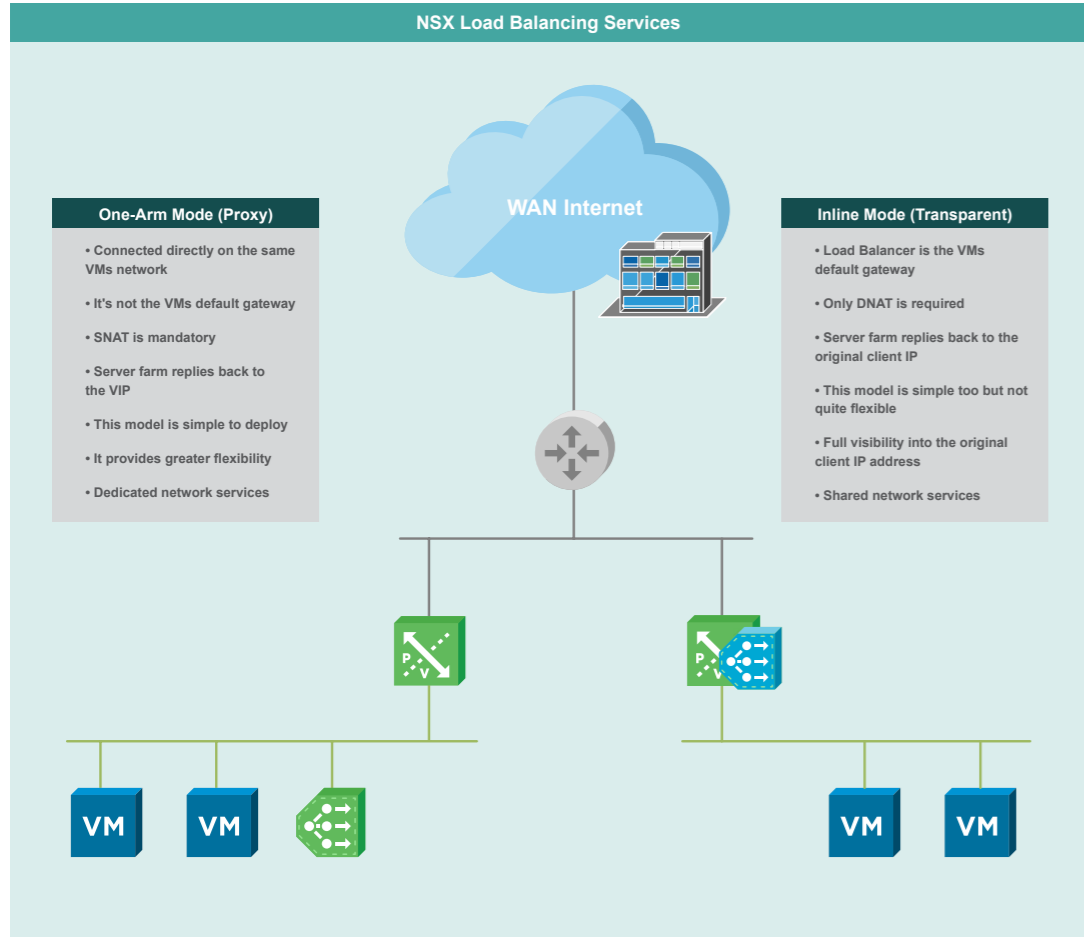 NSX Load Balancing Services
WAN Internet
One-Arm Mode (Proxy)
• Connected directly on the same
VMs network
• It's not the VMs default gateway
• SNAT is mandatory
• Server farm replies back to
the VIP
• This model is simple to deploy
• It provides greater flexibility
• Dedicated network services
Inline Mode (Transparent)
• Load Balancer is the VMs
default gateway
• Only DNAT is required
• Server farm replies back to the
original client IP
• This model is simple too but not
quite flexible
• Full visibility into the original
client IP address
• Shared network services
P
V
P
V
VM
VM
VM
VM